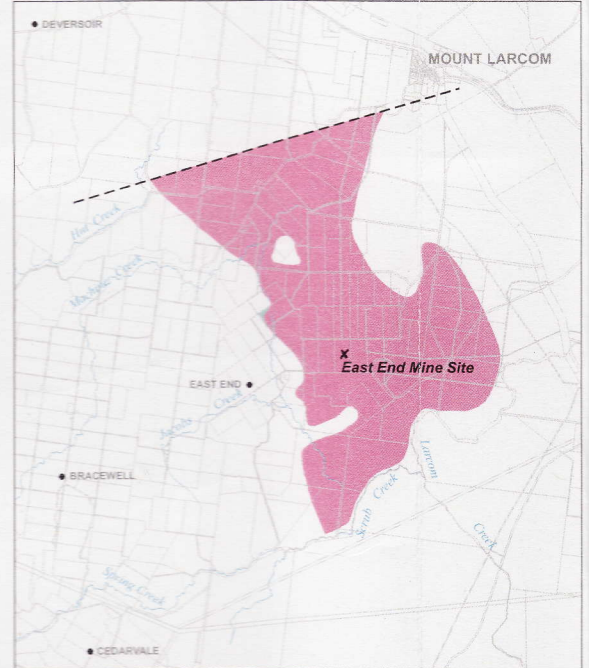 DEVERSOIR
MOUNT LARCOM
Hut Creek
Machine Creek
X
East End Mine Site
EAST END
Jacobs Creek
Larcom Creek
BRACEWELL
Scrub Creek
Spring Creek
CEDARVALE